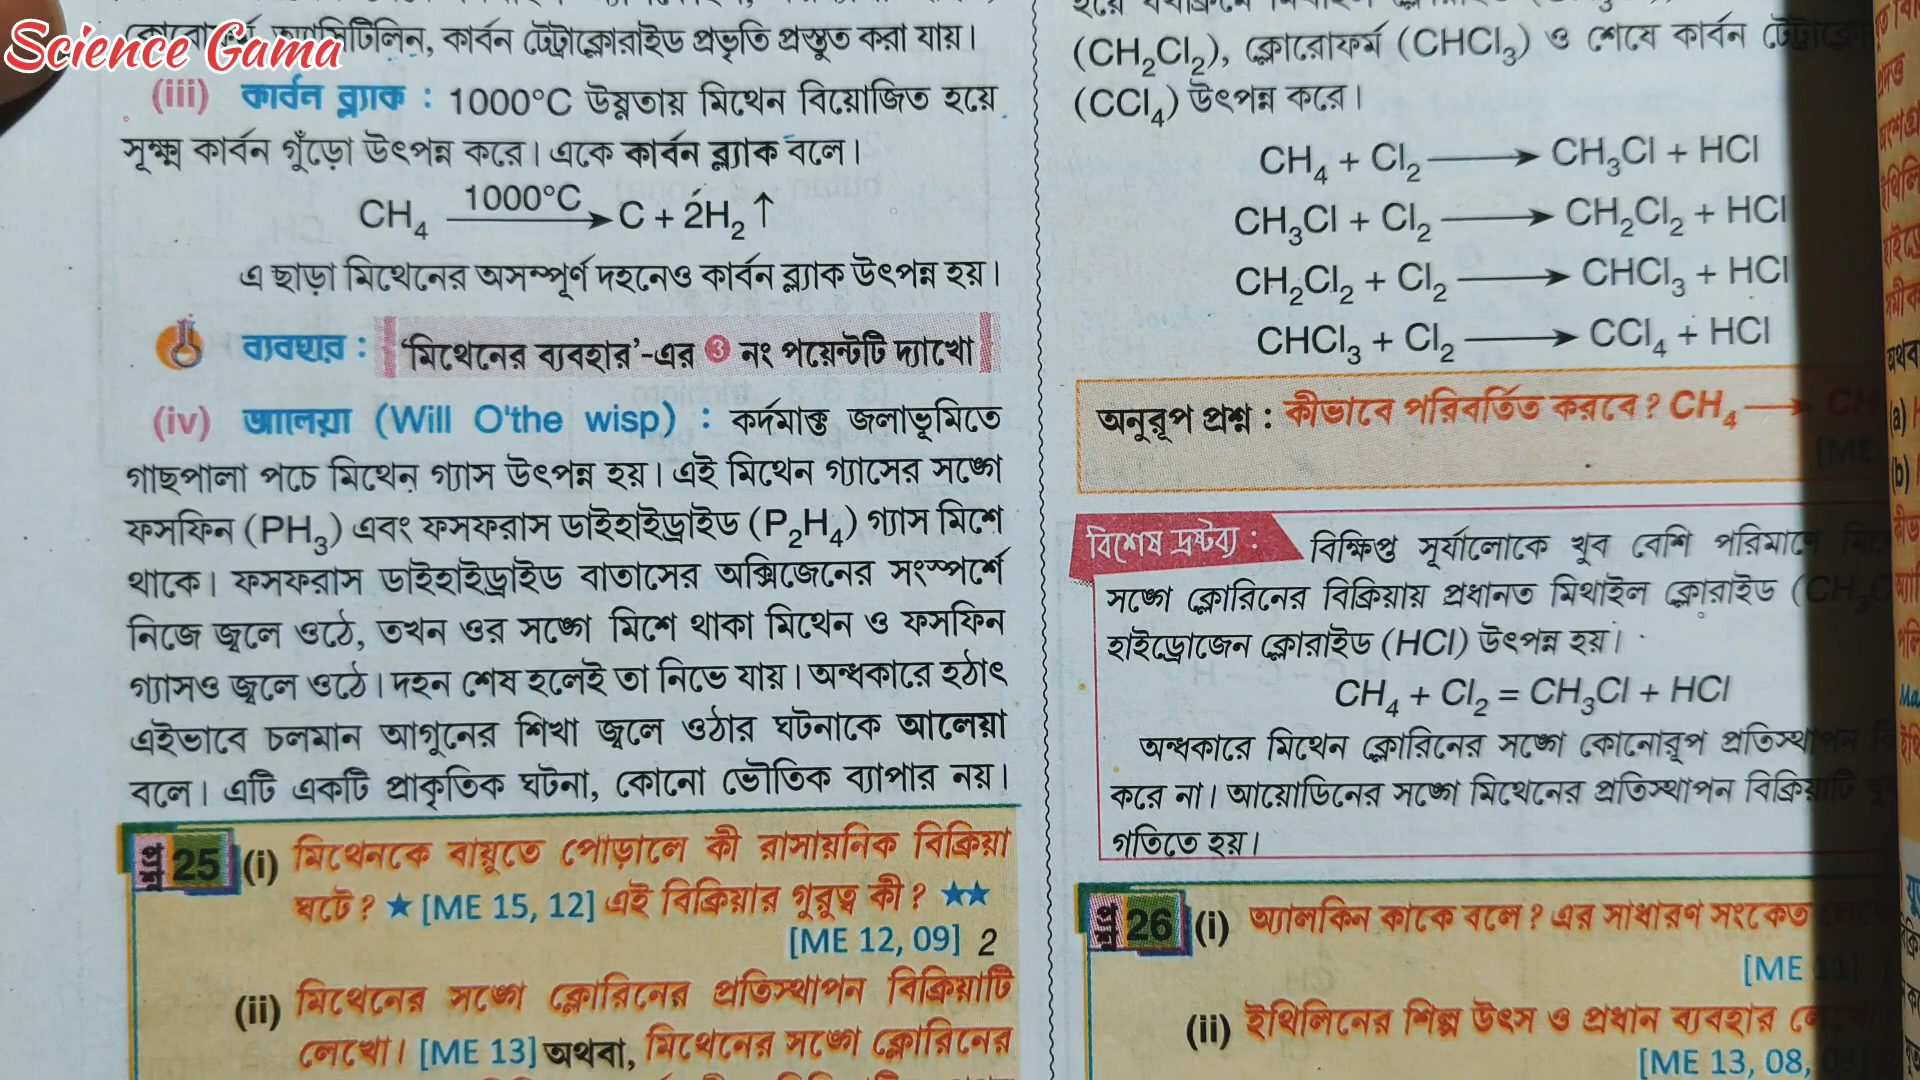 Science Gama
অ্যাসিটিলিন, কার্বন টেট্রাক্লোরাইড প্রভৃতি প্রস্তুত করা যায়।
(iii) কার্বন ব্ল্যাক : 1000°C উষ্ণতায় মিথেন বিয়োজিত হয়ে
সূক্ষ্ম কার্বন গুঁড়ো উৎপন্ন করে। একে কার্বন ব্ল্যাক বলে।
CH₄ —1000°C→ C + 2H₂↑
এ ছাড়া মিথেনের অসম্পূর্ণ দহনেও কার্বন ব্ল্যাক উৎপন্ন হয়।
ব্যবহার : 'মিথেনের ব্যবহার'-এর 3 নং পয়েন্টটি দ্যাখো
(iv) আলেয়া (Will O'the wisp) : কর্দমাক্ত জলাভূমিতে
গাছপালা পচে মিথেন গ্যাস উৎপন্ন হয়। এই মিথেন গ্যাসের সঙ্গে
ফসফিন (PH₃) এবং ফসফরাস ডাইহাইড্রাইড (P₂H₄) গ্যাস মিশে
থাকে। ফসফরাস ডাইহাইড্রাইড বাতাসের অক্সিজেনের সংস্পর্শে
নিজে জ্বলে ওঠে, তখন ওর সঙ্গে মিশে থাকা মিথেন ও ফসফিন
গ্যাসও জ্বলে ওঠে। দহন শেষ হলেই তা নিভে যায়। অন্ধকারে হঠাৎ
এইভাবে চলমান আগুনের শিখা জ্বলে ওঠার ঘটনাকে আলেয়া
বলে। এটি একটি প্রাকৃতিক ঘটনা, কোনো ভৌতিক ব্যাপার নয়।
প্রশ্ন 25 (i) মিথেনকে বায়ুতে পোড়ালে কী রাসায়নিক বিক্রিয়া
ঘটে? ★ [ME 15, 12] এই বিক্রিয়ার গুরুত্ব কী? ★★
[ME 12, 09] 2
(ii) মিথেনের সঙ্গে ক্লোরিনের প্রতিস্থাপন বিক্রিয়াটি
লেখো। [ME 13] অথবা, মিথেনের সঙ্গে ক্লোরিনের
(CH₂Cl₂), ক্লোরোফর্ম (CHCl₃) ও শেষে কার্বন
(CCl₄) উৎপন্ন করে।
CH₄ + Cl₂ ⟶ CH₃Cl + HCl
CH₃Cl + Cl₂ ⟶ CH₂Cl₂ + HCl
CH₂Cl₂ + Cl₂ ⟶ CHCl₃ + HCl
CHCl₃ + Cl₂ ⟶ CCl₄ + HCl
অনুরূপ প্রশ্ন : কীভাবে পরিবর্তিত করবে? CH₄ ⟶
[ME
বিশেষ দ্রষ্টব্য : বিক্ষিপ্ত সূর্যালোকে খুব বেশি পরিমাণে
সঙ্গে ক্লোরিনের বিক্রিয়ায় প্রধানত মিথাইল ক্লোরাইড
হাইড্রোজেন ক্লোরাইড (HCl) উৎপন্ন হয়।
CH₄ + Cl₂ = CH₃Cl + HCl
অন্ধকারে মিথেন ক্লোরিনের সঙ্গে কোনোরূপ প্রতিস্থাপন
করে না। আয়োডিনের সঙ্গে মিথেনের প্রতিস্থাপন বিক্রিয়াটি
গতিতে হয়।
প্রশ্ন 26 (i) অ্যালকিন কাকে বলে? এর সাধারণ সংকেত
[ME 11]
(ii) ইথিলিনের শিল্প উৎস ও প্রধান ব্যবহার
[ME 13, 08,